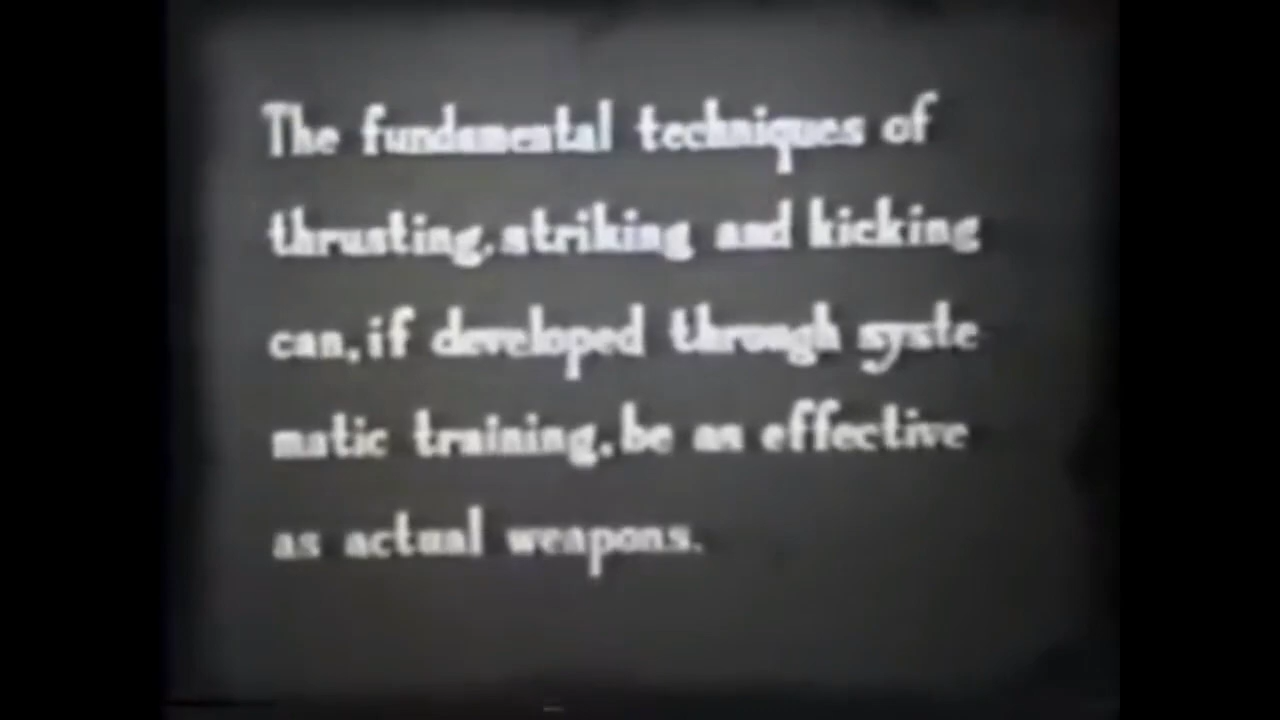 The fundamental techniques of
thrusting, striking and kicking
can, if developed through syste
matic training, be an effective
as actual weapons.